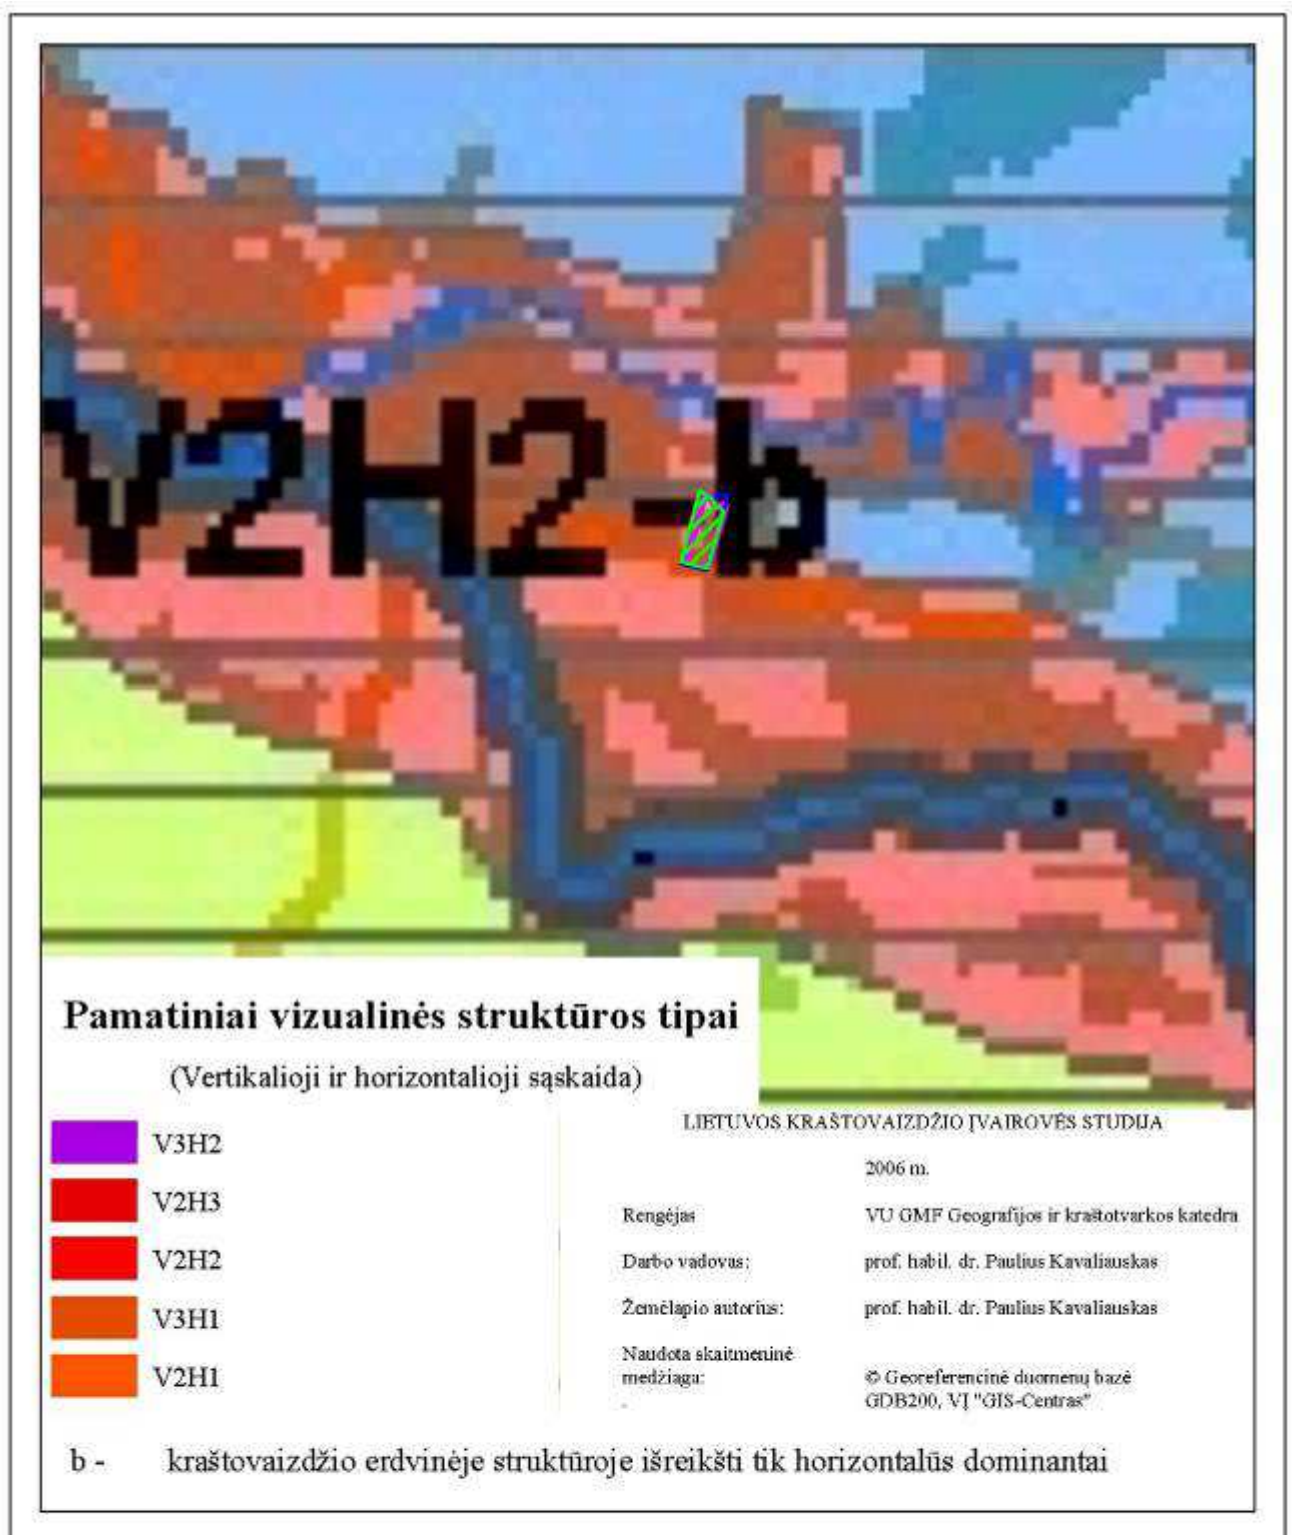 V2H2-b
Pamatiniai vizualinės struktūros tipai
(Vertikalioji ir horizontalioji sąskaida)
V3H2
V2H3
V2H2
V3H1
V2H1
LIETUVOS KRAŠTOVAIZDŽIO ĮVAIROVĖS STUDIJA
2006 m.
Rengėjas VU GMF Geografijos ir kraštotvarkos katedra
Darbo vadovas: prof. habil. dr. Paulius Kavaliauskas
Žemėlapio autorius: prof. habil. dr. Paulius Kavaliauskas
Naudota skaitmeninė
medžiaga: © Georeferencinė duomenų bazė
GDB200, VĮ "GIS-Centras"
b - kraštovaizdžio erdvinėje struktūroje išreikšti tik horizontalūs dominantai